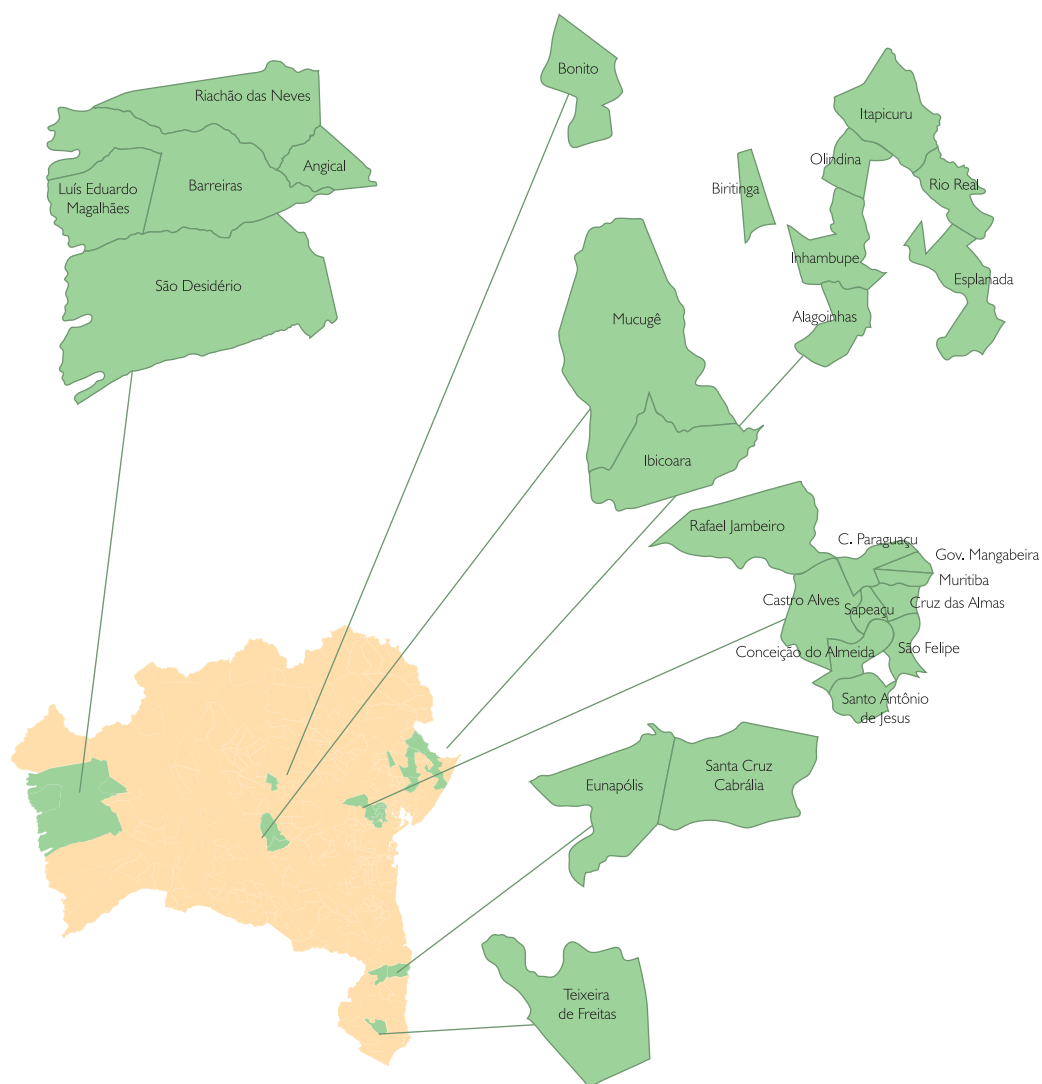 Bonito
Riachão das Neves
Itapicuru
Olindina
Angical
Barreiras
Luís Eduardo
Magalhães
Biritinga
Rio Real
Inhambupe
Esplanada
São Desidério
Alagoinhas
Mucugê
Ibicoara
Rafael Jambeiro
C. Paraguaçu
Gov. Mangabeira
Muritiba
Castro Alves
Sapeaçu
Cruz das Almas
Conceição do Almeida
São Felipe
Santo Antônio
de Jesus
Eunapólis
Santa Cruz
Cabrália
Teixeira
de Freitas